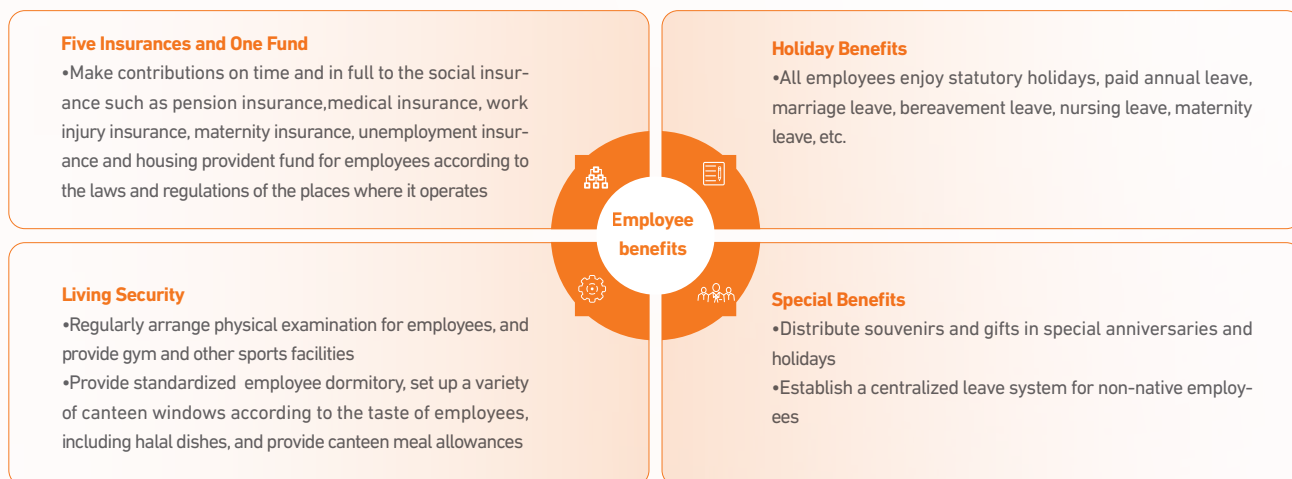 Five Insurances and One Fund
•Make contributions on time and in full to the social insur-
ance such as pension insurance,medical insurance, work
injury insurance, maternity insurance, unemployment insur-
ance and housing provident fund for employees according to
the laws and regulations of the places where it operates
Holiday Benefits
•All employees enjoy statutory holidays, paid annual leave,
marriage leave, bereavement leave, nursing leave, maternity
leave, etc.
Employee
benefits
Living Security
•Regularly arrange physical examination for employees, and
provide gym and other sports facilities
•Provide standardized employee dormitory, set up a variety
of canteen windows according to the taste of employees,
including halal dishes, and provide canteen meal allowances
Special Benefits
•Distribute souvenirs and gifts in special anniversaries and
holidays
•Establish a centralized leave system for non-native employ-
ees